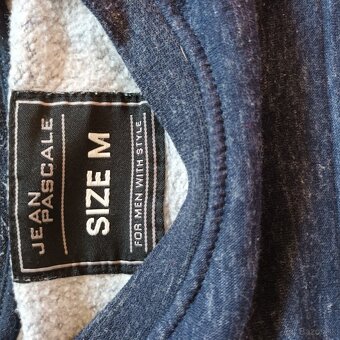 JEAN
PASCALE
SIZE M
FOR MEN WITH STYLE